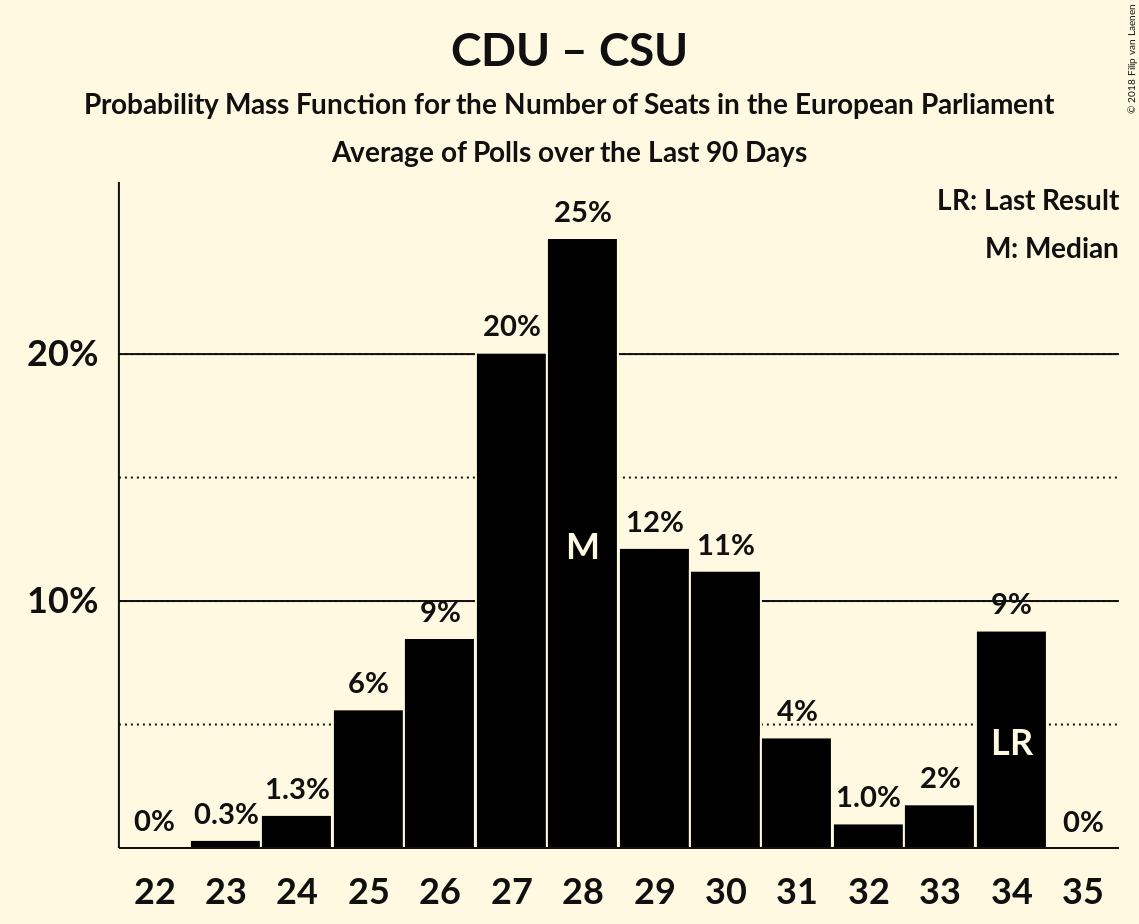 CDU – CSU
Probability Mass Function for the Number of Seats in the European Parliament
Average of Polls over the Last 90 Days
© 2018 Filip van Laenen
LR: Last Result
M: Median
25%
20%
20%
12%
11%
M
10%
9%
9%
6%
4%
LR
1.3%
2%
1.0%
0%
0.3%
0%
22 23 24 25 26 27 28 29 30 31 32 33 34 35